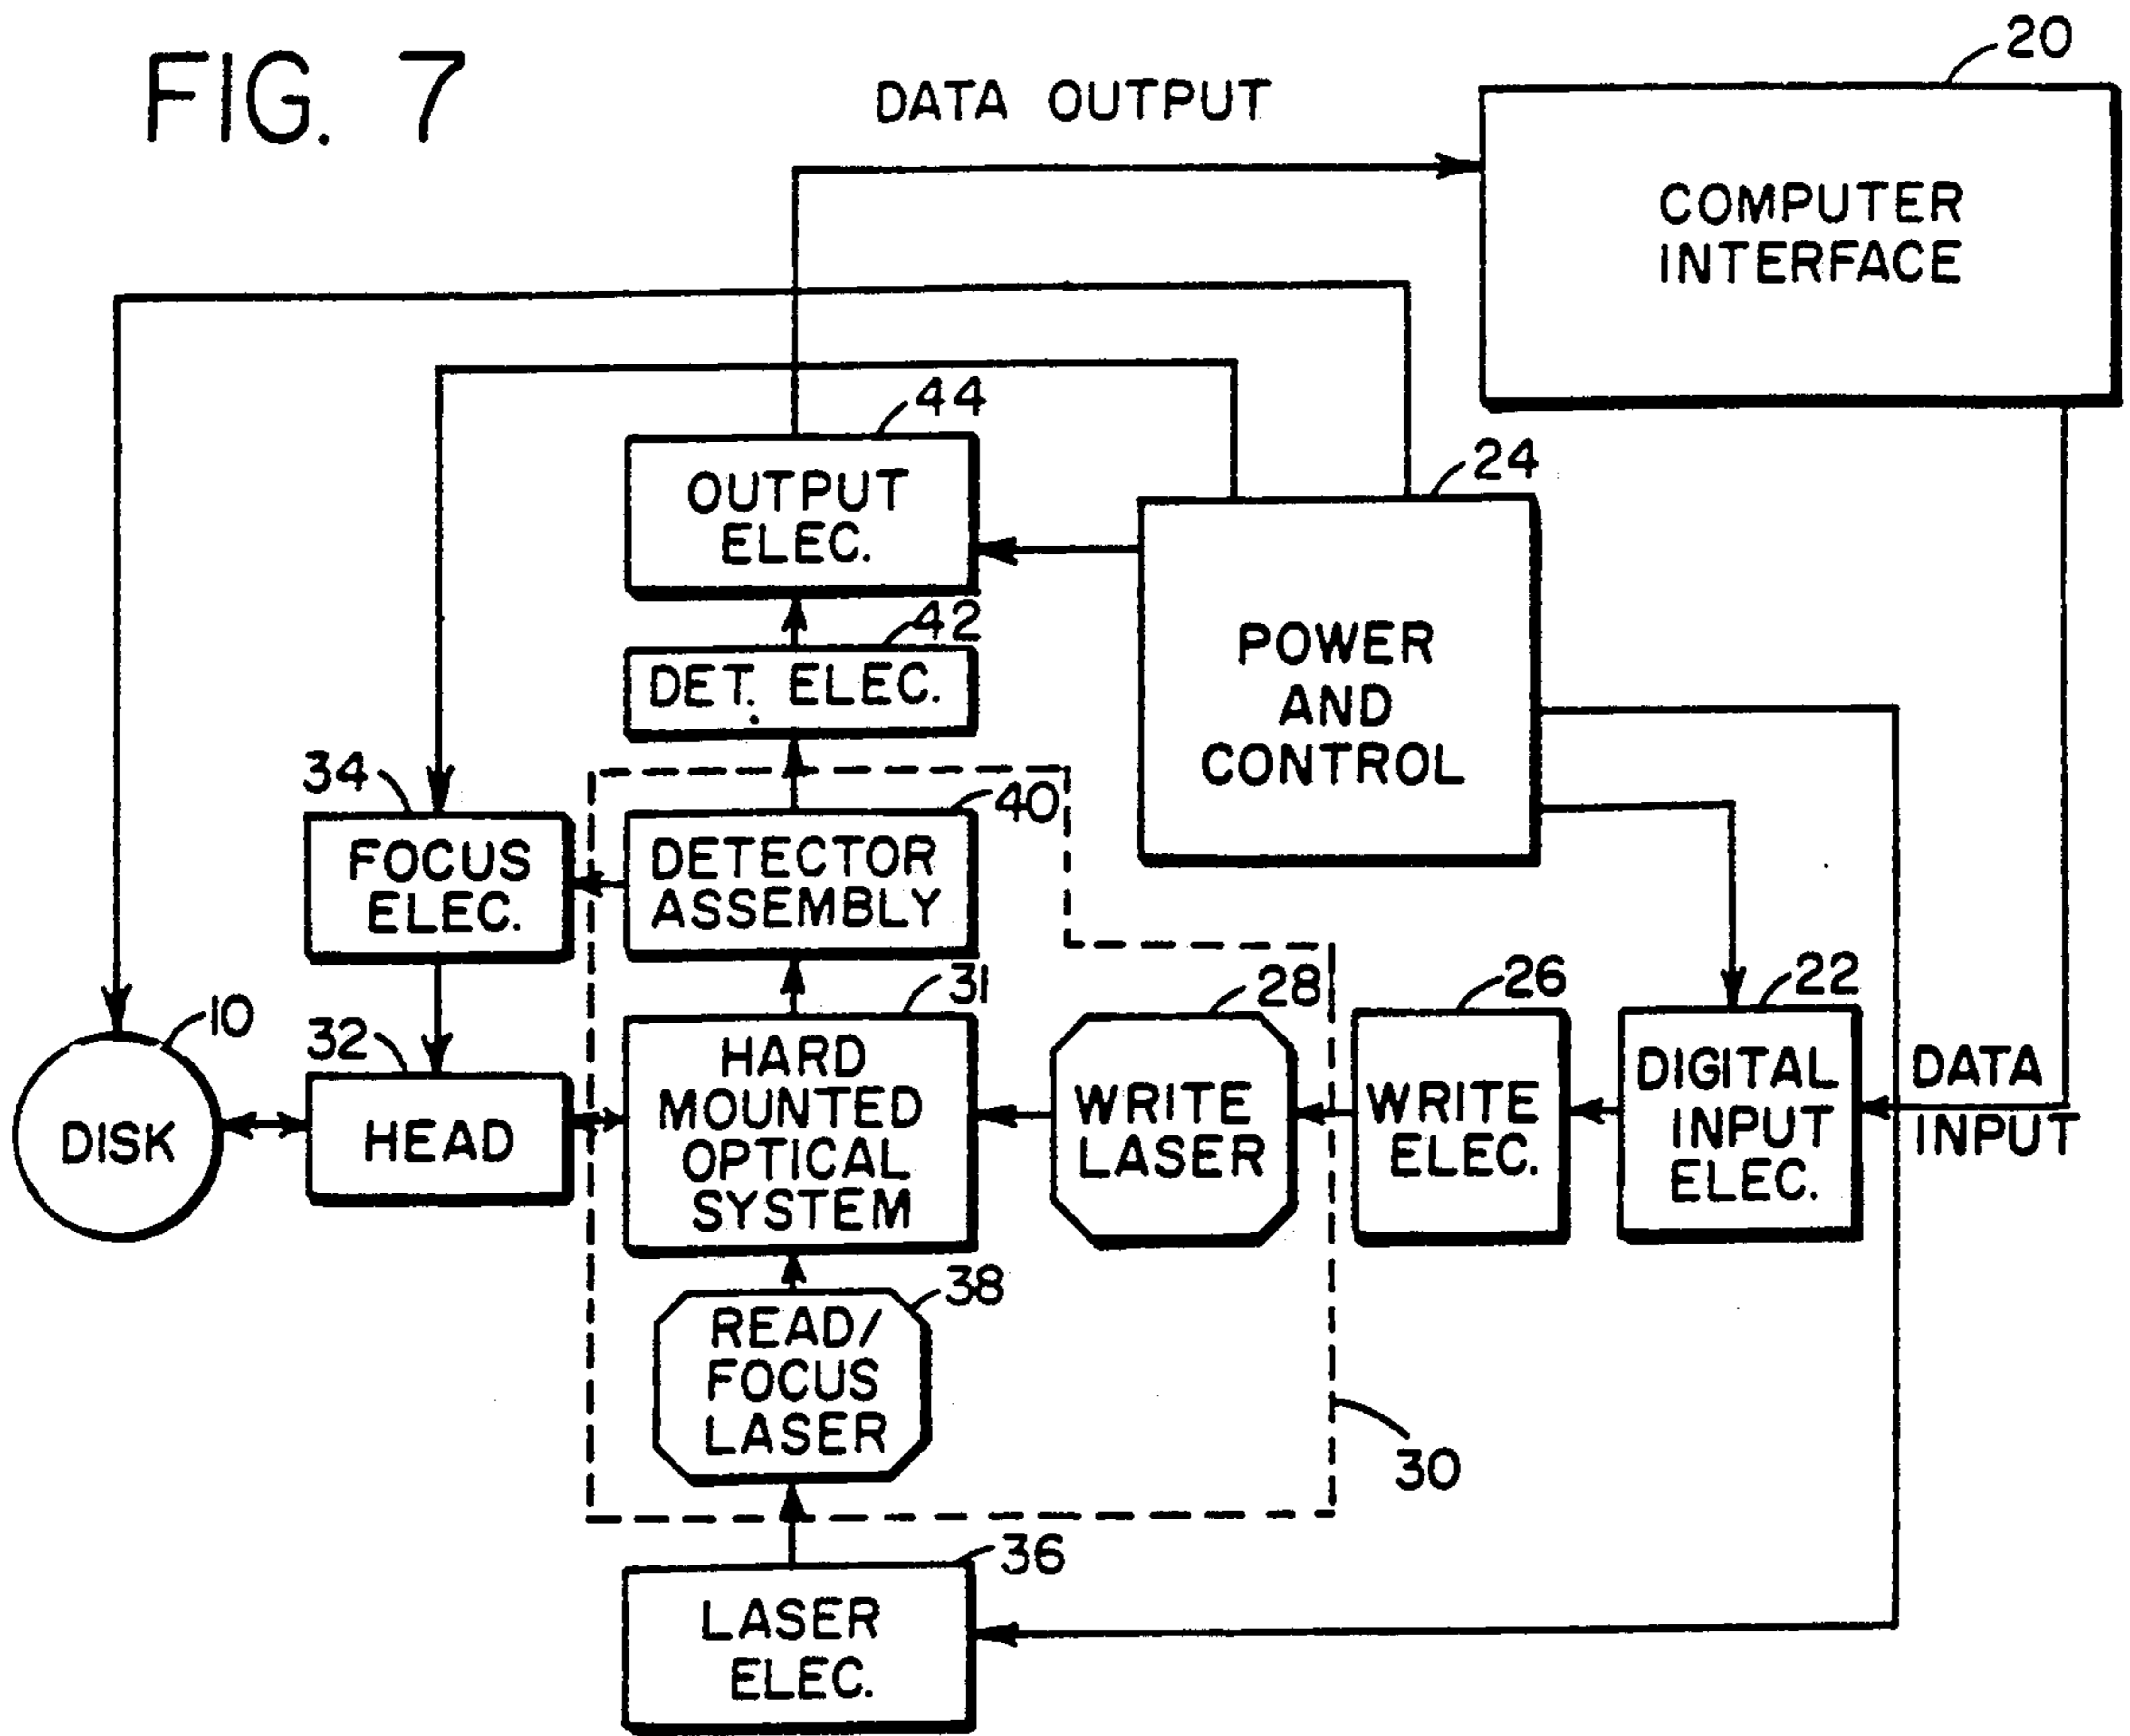 FIG. 7
20
DATA OUTPUT
COMPUTER
INTERFACE
44
OUTPUT
ELEC.
24
POWER
AND
CONTROL
42
DET. ELEC.
34
FOCUS
ELEC.
40
DETECTOR
ASSEMBLY
10
DISK
32
HEAD
31
HARD
MOUNTED
OPTICAL
SYSTEM
28
WRITE
LASER
26
WRITE
ELEC.
22
DIGITAL
INPUT
ELEC.
DATA
INPUT
38
READ/
FOCUS
LASER
30
36
LASER
ELEC.